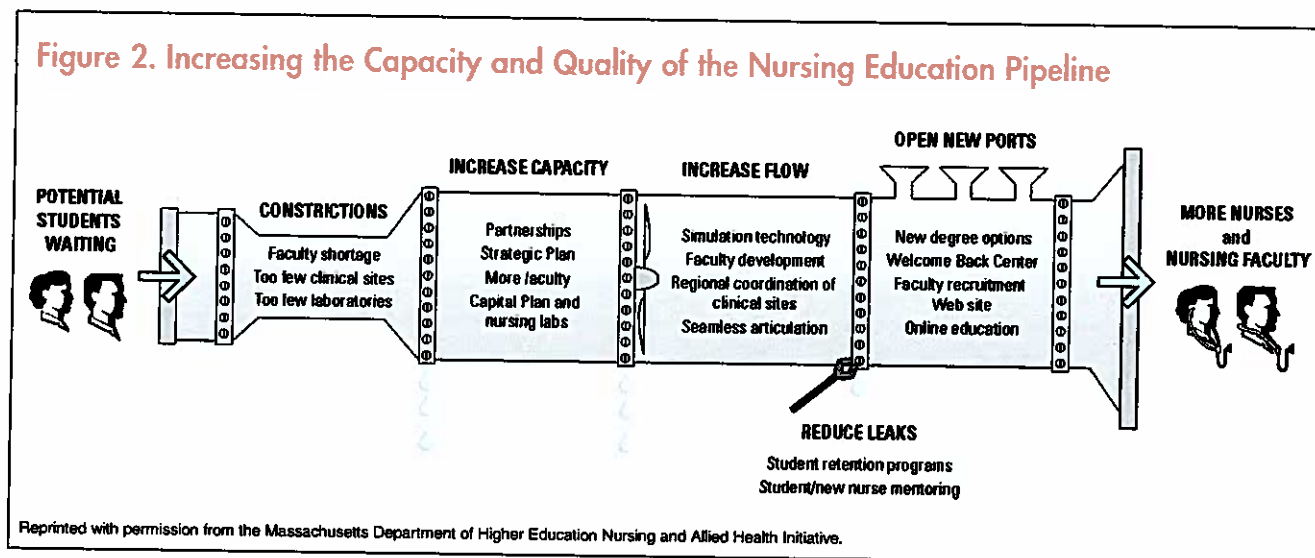 Figure 2. Increasing the Capacity and Quality of the Nursing Education Pipeline
POTENTIAL
STUDENTS
WAITING
CONSTRICTIONS
Faculty shortage
Too few clinical sites
Too few laboratories
INCREASE CAPACITY
Partnerships
Strategic Plan
More faculty
Capital Plan and
nursing labs
INCREASE FLOW
Simulation technology
Faculty development
Regional coordination of
clinical sites
Seamless articulation
REDUCE LEAKS
Student retention programs
Student/new nurse mentoring
OPEN NEW PORTS
New degree options
Welcome Back Center
Faculty recruitment
Web site
Online education
MORE NURSES
and
NURSING FACULTY
Reprinted with permission from the Massachusetts Department of Higher Education Nursing and Allied Health Initiative.